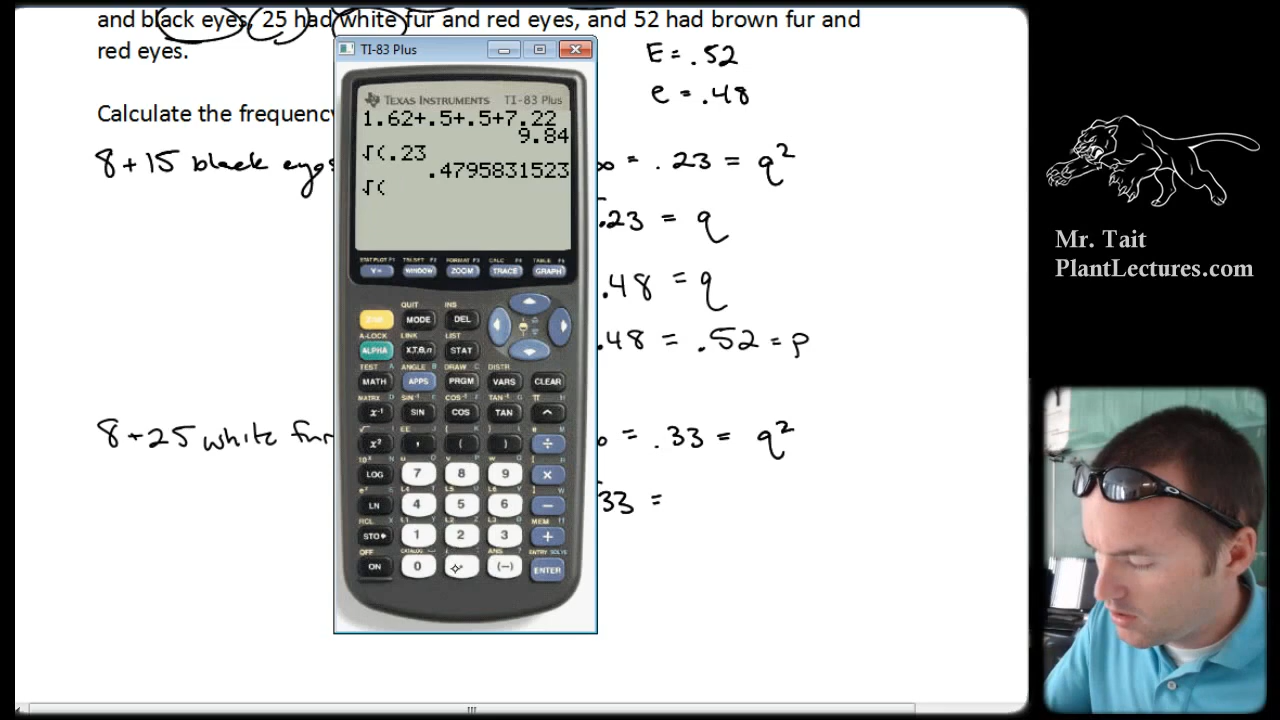 and black eyes, 25 had white fur and red eyes, and 52 had brown fur and
red eyes.
E = .52
e = .48
Calculate the frequency
8 + 15 black eyes
= .23 = q²
.23 = q
.48 = q
.48 = .52 = p
8 + 25 white fur
= .33 = q²
33 =
TI-83 Plus
TEXAS INSTRUMENTS TI-83 Plus
1.62+.5+.5+7.22
9.84
√(.23
.4795831523
√(
STAT PLOT F1 TBLSET F2 FORMAT F3 CALC F4 TABLE F5
Y= WINDOW ZOOM TRACE GRAPH
QUIT INS
MODE DEL
A-LOCK LINK LIST
ALPHA X,T,θ,n STAT
TEST A ANGLE B DRAW C DISTR
MATH APPS PRGM VARS CLEAR
MATRX D SIN⁻¹ E COS⁻¹ F TAN⁻¹ G π H
x⁻¹ SIN COS TAN ^
x² , ( ) ÷
LOG 7 8 9 ×
LN 4 5 6 −
RCL X L1 Y L2 Z L3 MEM
STO▸ 1 2 3 +
OFF CATALOG ANS ? ENTRY SOLVE
ON 0 (−) ENTER
Mr. Tait
PlantLectures.com